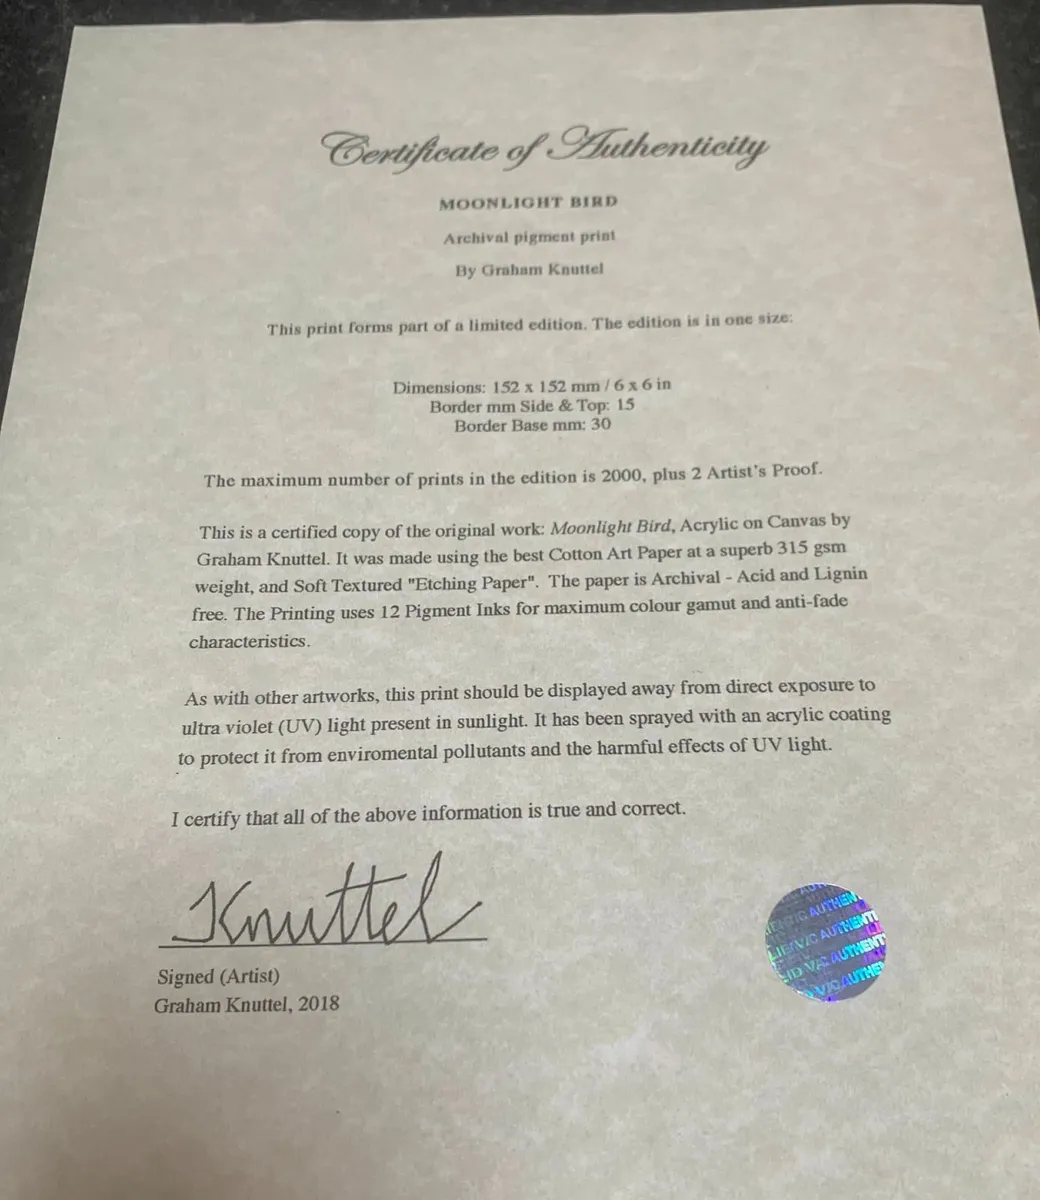 Certificate of Authenticity
MOONLIGHT BIRD
Archival pigment print
By Graham Knuttel
This print forms part of a limited edition. The edition is in one size:
Dimensions: 152 x 152 mm / 6 x 6 in
Border mm Side & Top: 15
Border Base mm: 30
The maximum number of prints in the edition is 2000, plus 2 Artist's Proof.
This is a certified copy of the original work: Moonlight Bird, Acrylic on Canvas by
Graham Knuttel. It was made using the best Cotton Art Paper at a superb 315 gsm
weight, and Soft Textured "Etching Paper". The paper is Archival - Acid and Lignin
free. The Printing uses 12 Pigment Inks for maximum colour gamut and anti-fade
characteristics.
As with other artworks, this print should be displayed away from direct exposure to
ultra violet (UV) light present in sunlight. It has been sprayed with an acrylic coating
to protect it from enviromental pollutants and the harmful effects of UV light.
I certify that all of the above information is true and correct.
Knuttel
Signed (Artist)
Graham Knuttel, 2018
AUTHEN
AUTHENTI
AUTHENT
AUTHE